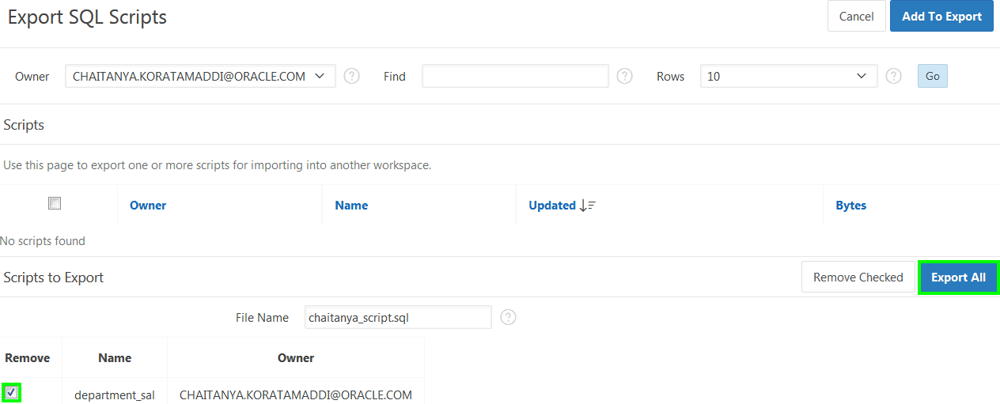 Export SQL Scripts
Cancel
Add To Export
Owner CHAITANYA.KORATAMADDI@ORACLE.COM ? Find ? Rows 10 ? Go
Scripts
Use this page to export one or more scripts for importing into another workspace.
Owner Name Updated Bytes
No scripts found
Scripts to Export
Remove Checked
Export All
File Name chaitanya_script.sql ?
Remove Name Owner
department_sal CHAITANYA.KORATAMADDI@ORACLE.COM